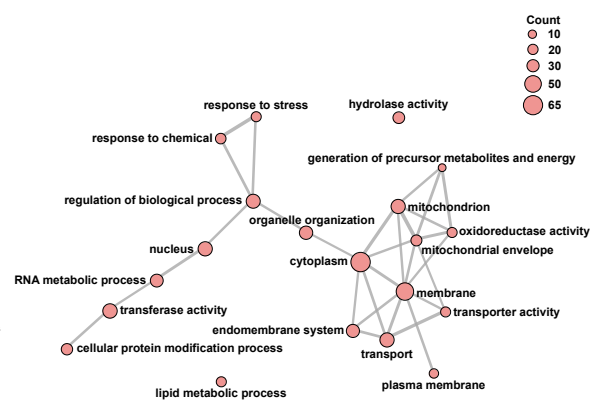 Count
10
20
30
50
65
response to stress
hydrolase activity
response to chemical
generation of precursor metabolites and energy
regulation of biological process
mitochondrion
organelle organization
oxidoreductase activity
nucleus
mitochondrial envelope
cytoplasm
RNA metabolic process
membrane
transferase activity
transporter activity
endomembrane system
cellular protein modification process
transport
plasma membrane
lipid metabolic process